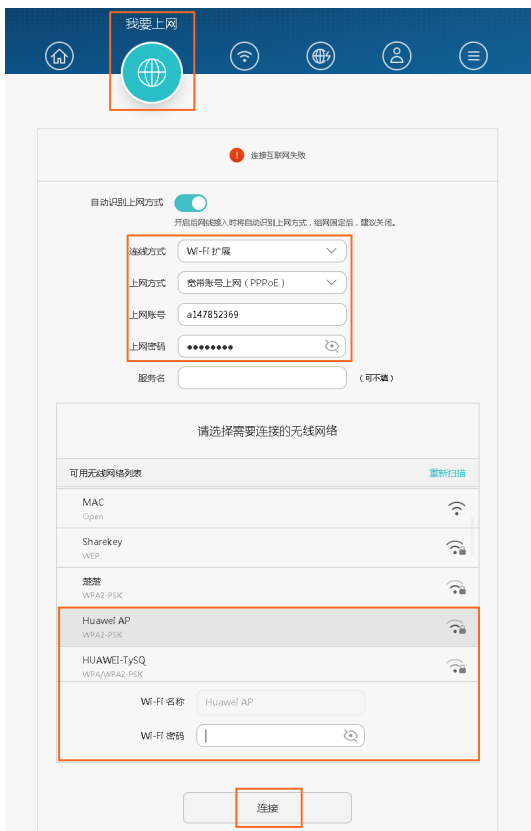 我要上网
连接互联网失败
自动识别上网方式
开启后网线接入时将自动识别上网方式，组网固定后，建议关闭。
连线方式 Wi-Fi 扩展
上网方式 宽带账号上网（PPPoE）
上网账号 a147852369
上网密码 ●●●●●●●●
服务名 （可不填）
请选择需要连接的无线网络
可用无线网络列表 重新扫描
MAC
Open
Sharekey
WEP
楚楚
WPA2-PSK
Huawei AP
WPA2-PSK
HUAWEI-TySQ
WPA/WPA2-PSK
Wi-Fi 名称 Huawei AP
Wi-Fi 密码
连接